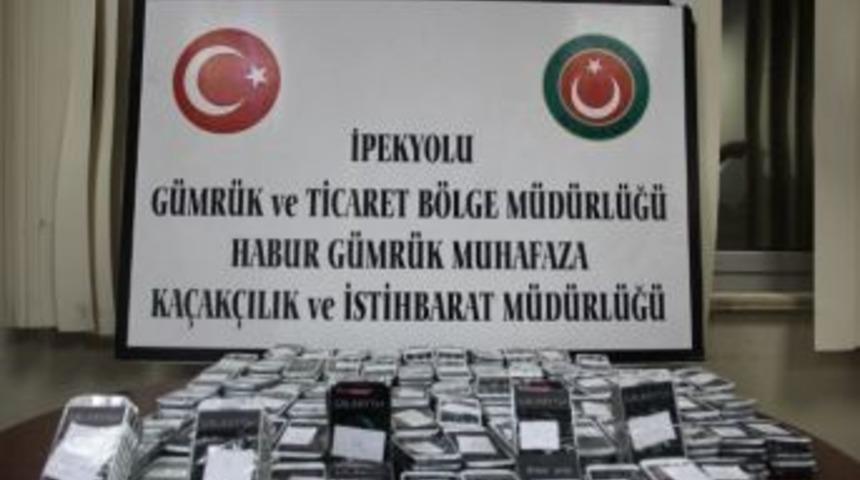 İPEKYOLU
GÜMRÜK ve TİCARET BÖLGE MÜDÜRLÜĞÜ
HABUR GÜMRÜK MUHAFAZA
KAÇAKÇILIK ve İSTİHBARAT MÜDÜRLÜĞÜ